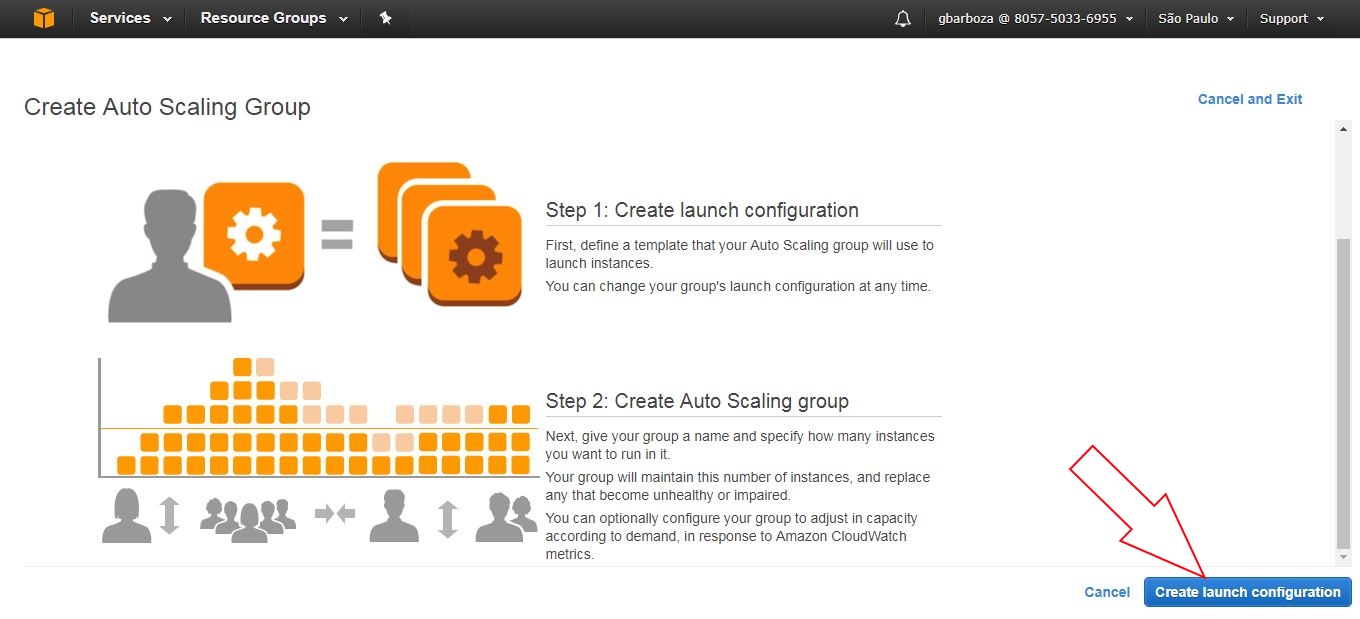 Services Resource Groups gbarboza @ 8057-5033-6955 São Paulo Support
Create Auto Scaling Group
Cancel and Exit
Step 1: Create launch configuration
First, define a template that your Auto Scaling group will use to
launch instances.
You can change your group's launch configuration at any time.
Step 2: Create Auto Scaling group
Next, give your group a name and specify how many instances
you want to run in it.
Your group will maintain this number of instances, and replace
any that become unhealthy or impaired.
You can optionally configure your group to adjust in capacity
according to demand, in response to Amazon CloudWatch
metrics.
Cancel Create launch configuration